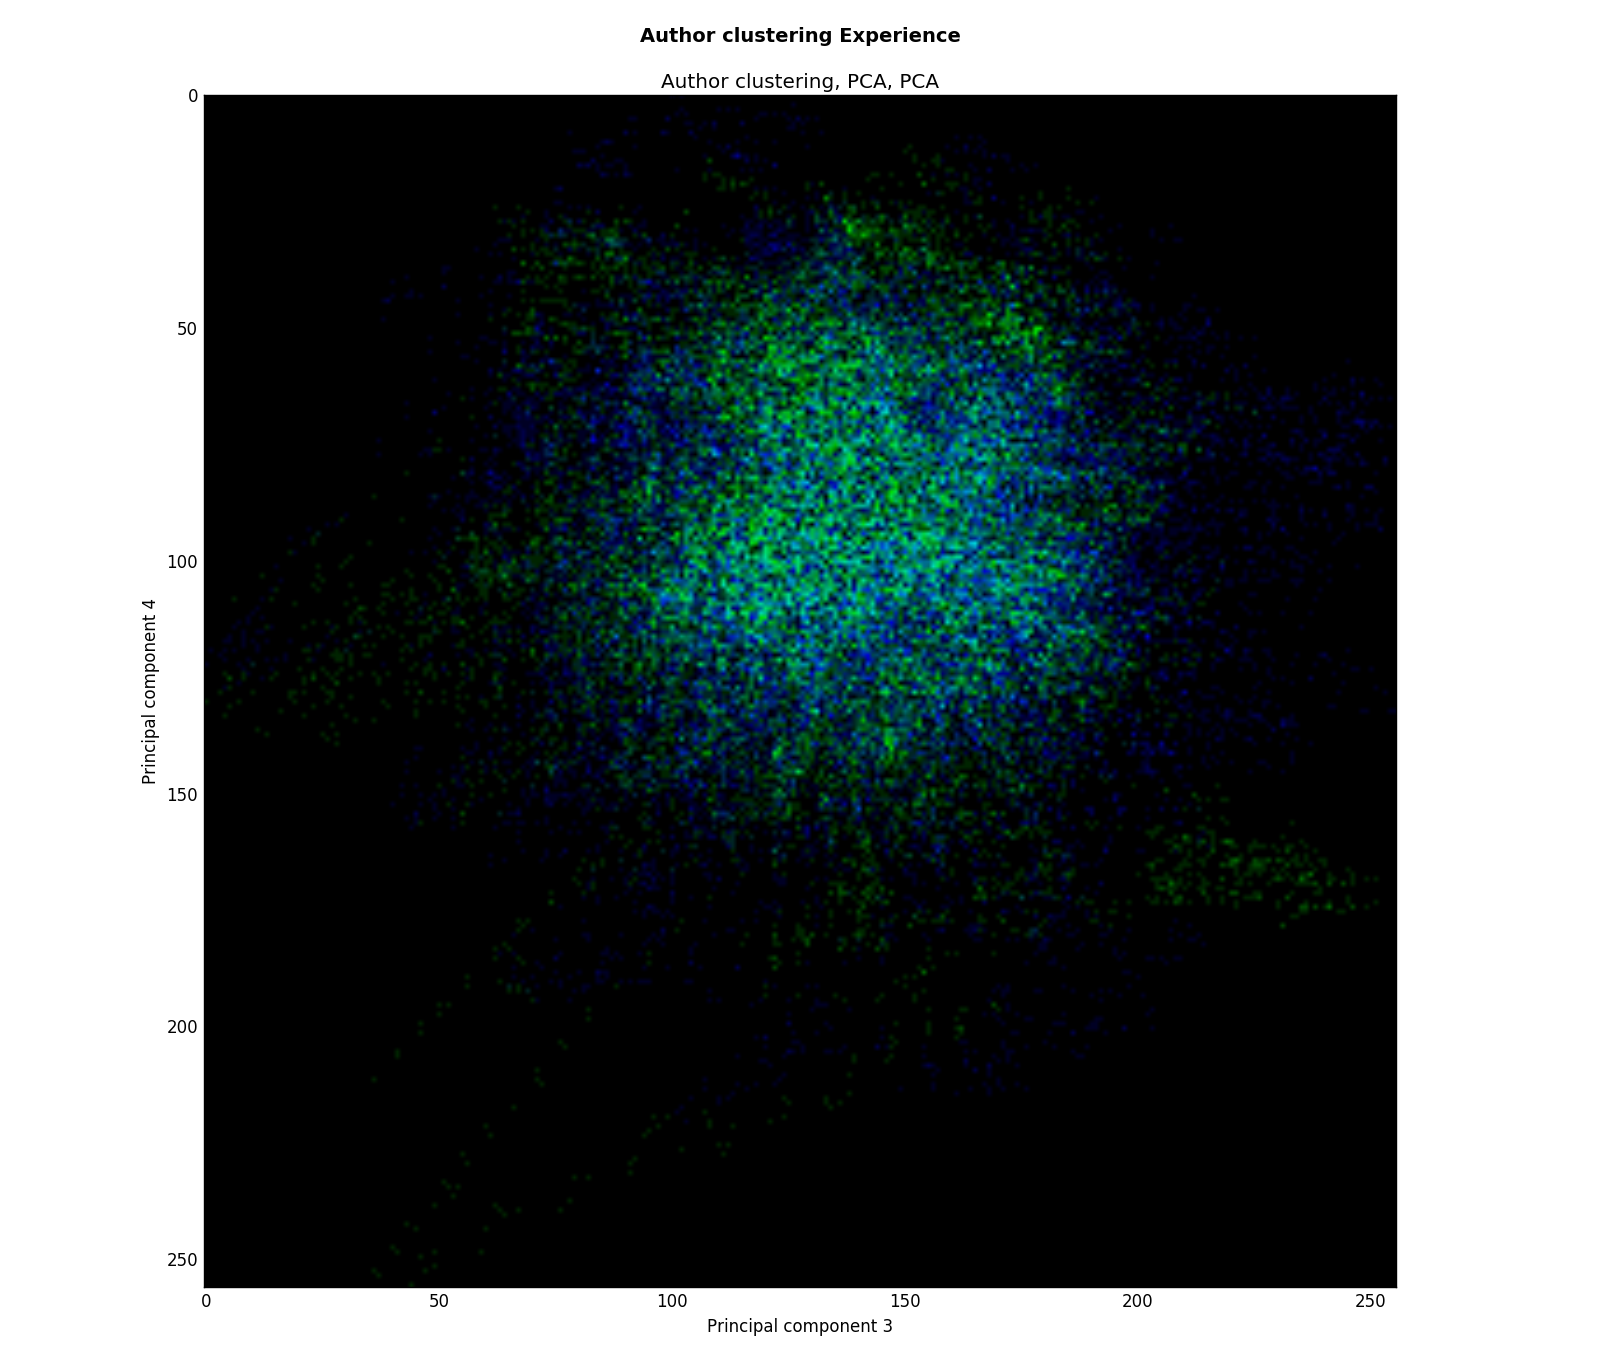 Author clustering Experience
Author clustering, PCA, PCA
0
50
100
150
200
250
Principal component 4
0 50 100 150 200 250
Principal component 3